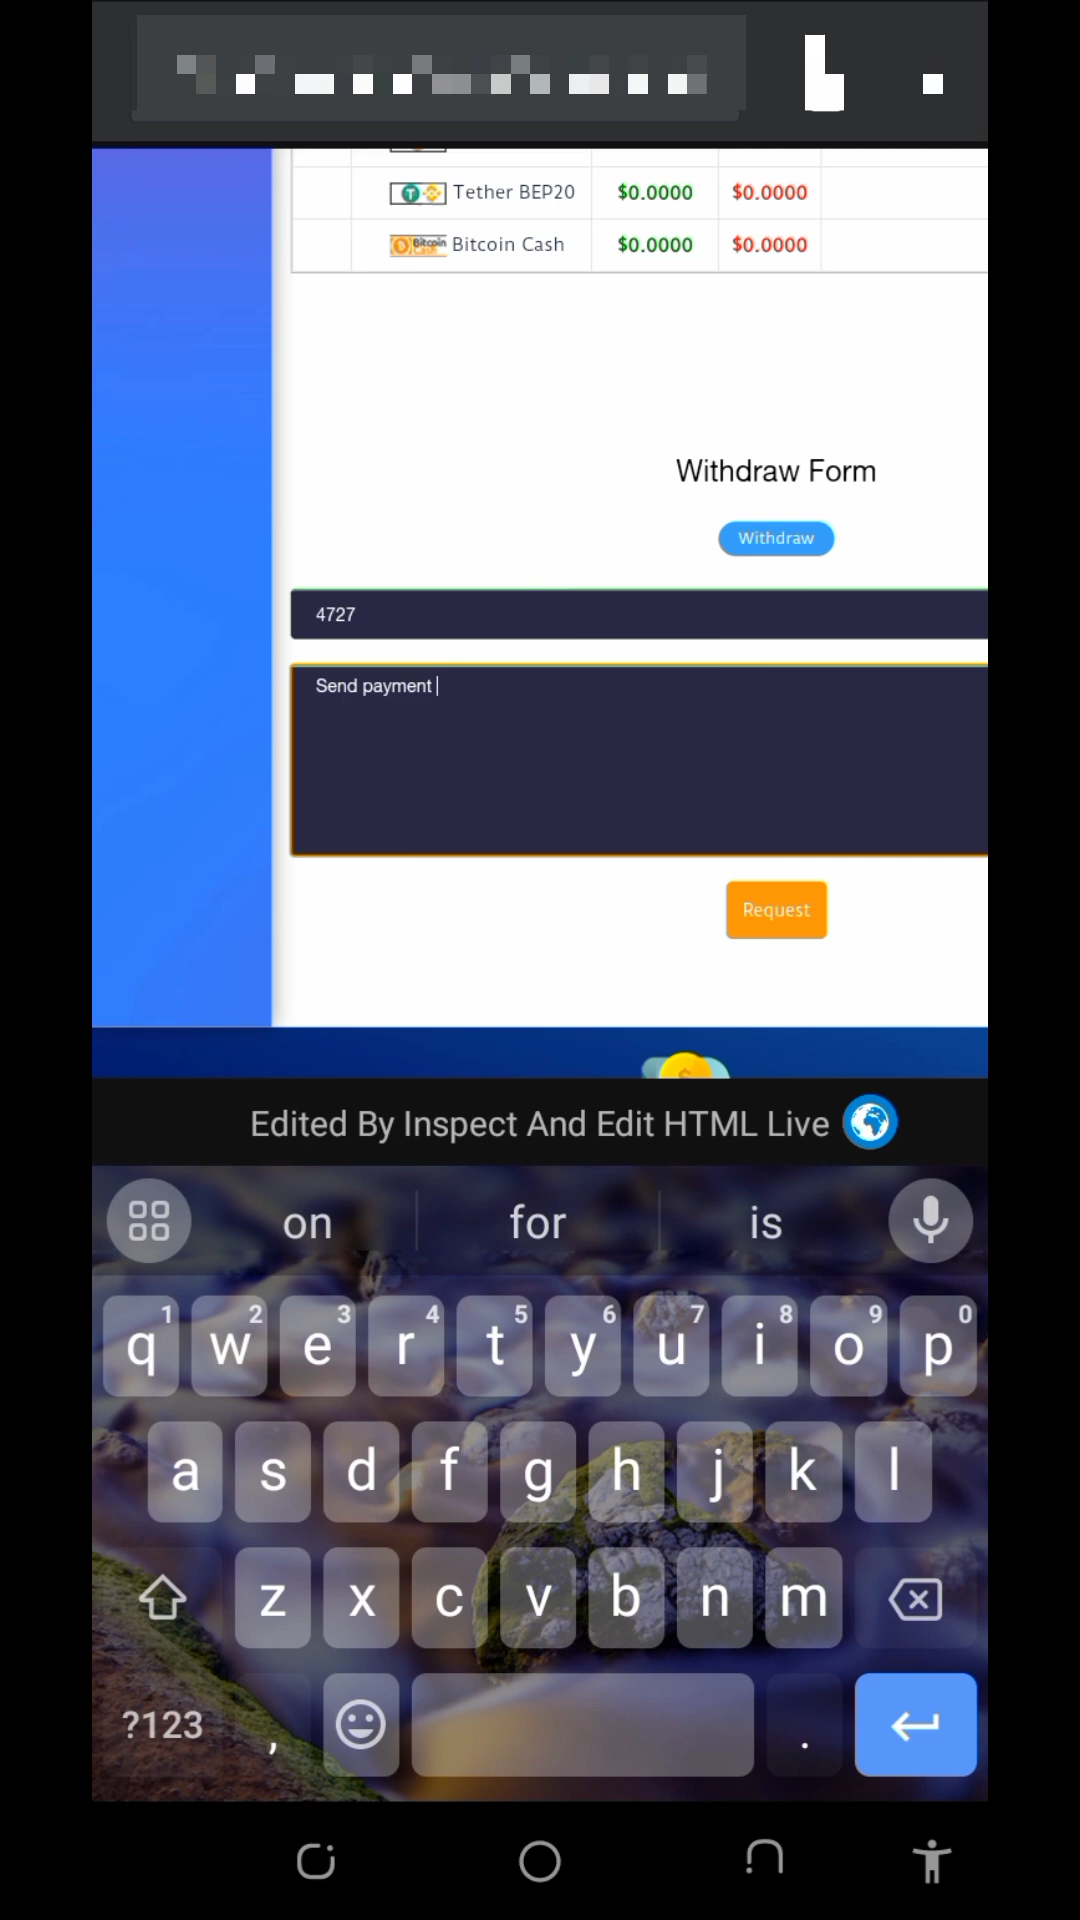 Tether BEP20 $0.0000 $0.0000
Bitcoin Cash Bitcoin Cash $0.0000 $0.0000
Withdraw Form
Withdraw
4727
Send payment
Request
Edited By Inspect And Edit HTML Live
on for is
1 2 3 4 5 6 7 8 9 0
q w e r t y u i o p
a s d f g h j k l
z x c v b n m
?123 , .